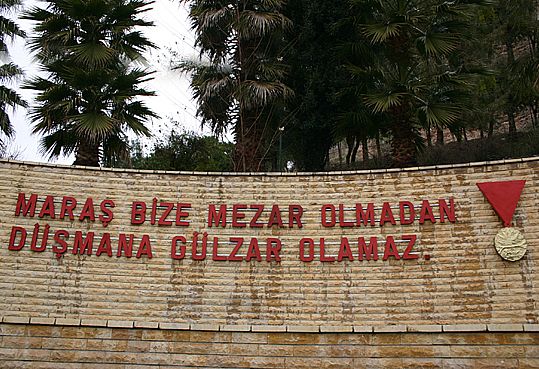 MARAŞ BİZE MEZAR OLMADAN
DÜŞMANA GÜLZAR OLAMAZ.